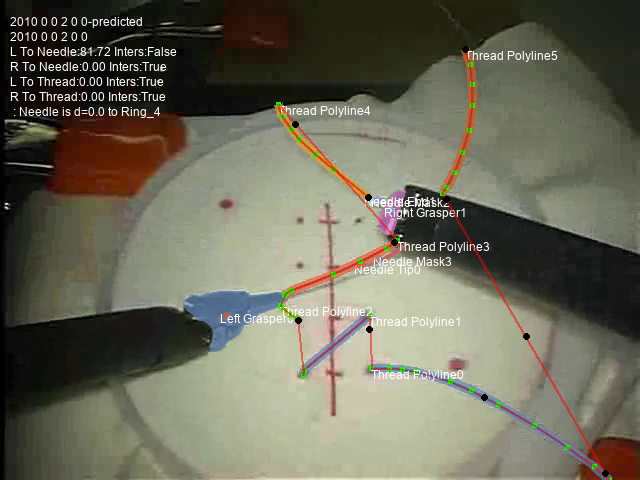 2010 0 0 2 0 0-predicted
2010 0 0 2 0 0
L To Needle:81.72 Inters:False
R To Needle:0.00 Inters:True
L To Thread:0.00 Inters:True
R To Thread:0.00 Inters:True
: Needle is d=0.0 to Ring_4
Thread Polyline5
Thread Polyline4
Needle Mask2
Right Grasper1
Thread Polyline3
Needle Mask3
Needle Tip0
Thread Polyline2
Left Grasper0
Thread Polyline1
Thread Polyline0